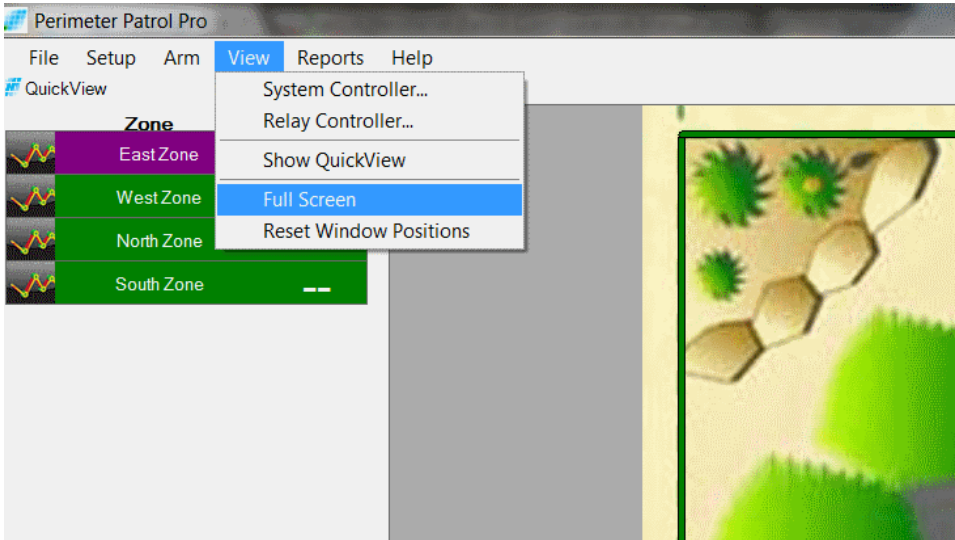 Perimeter Patrol Pro
File Setup Arm View Reports Help
QuickView
System Controller...
Relay Controller...
Show QuickView
Full Screen
Reset Window Positions
Zone
East Zone
West Zone
North Zone
South Zone --